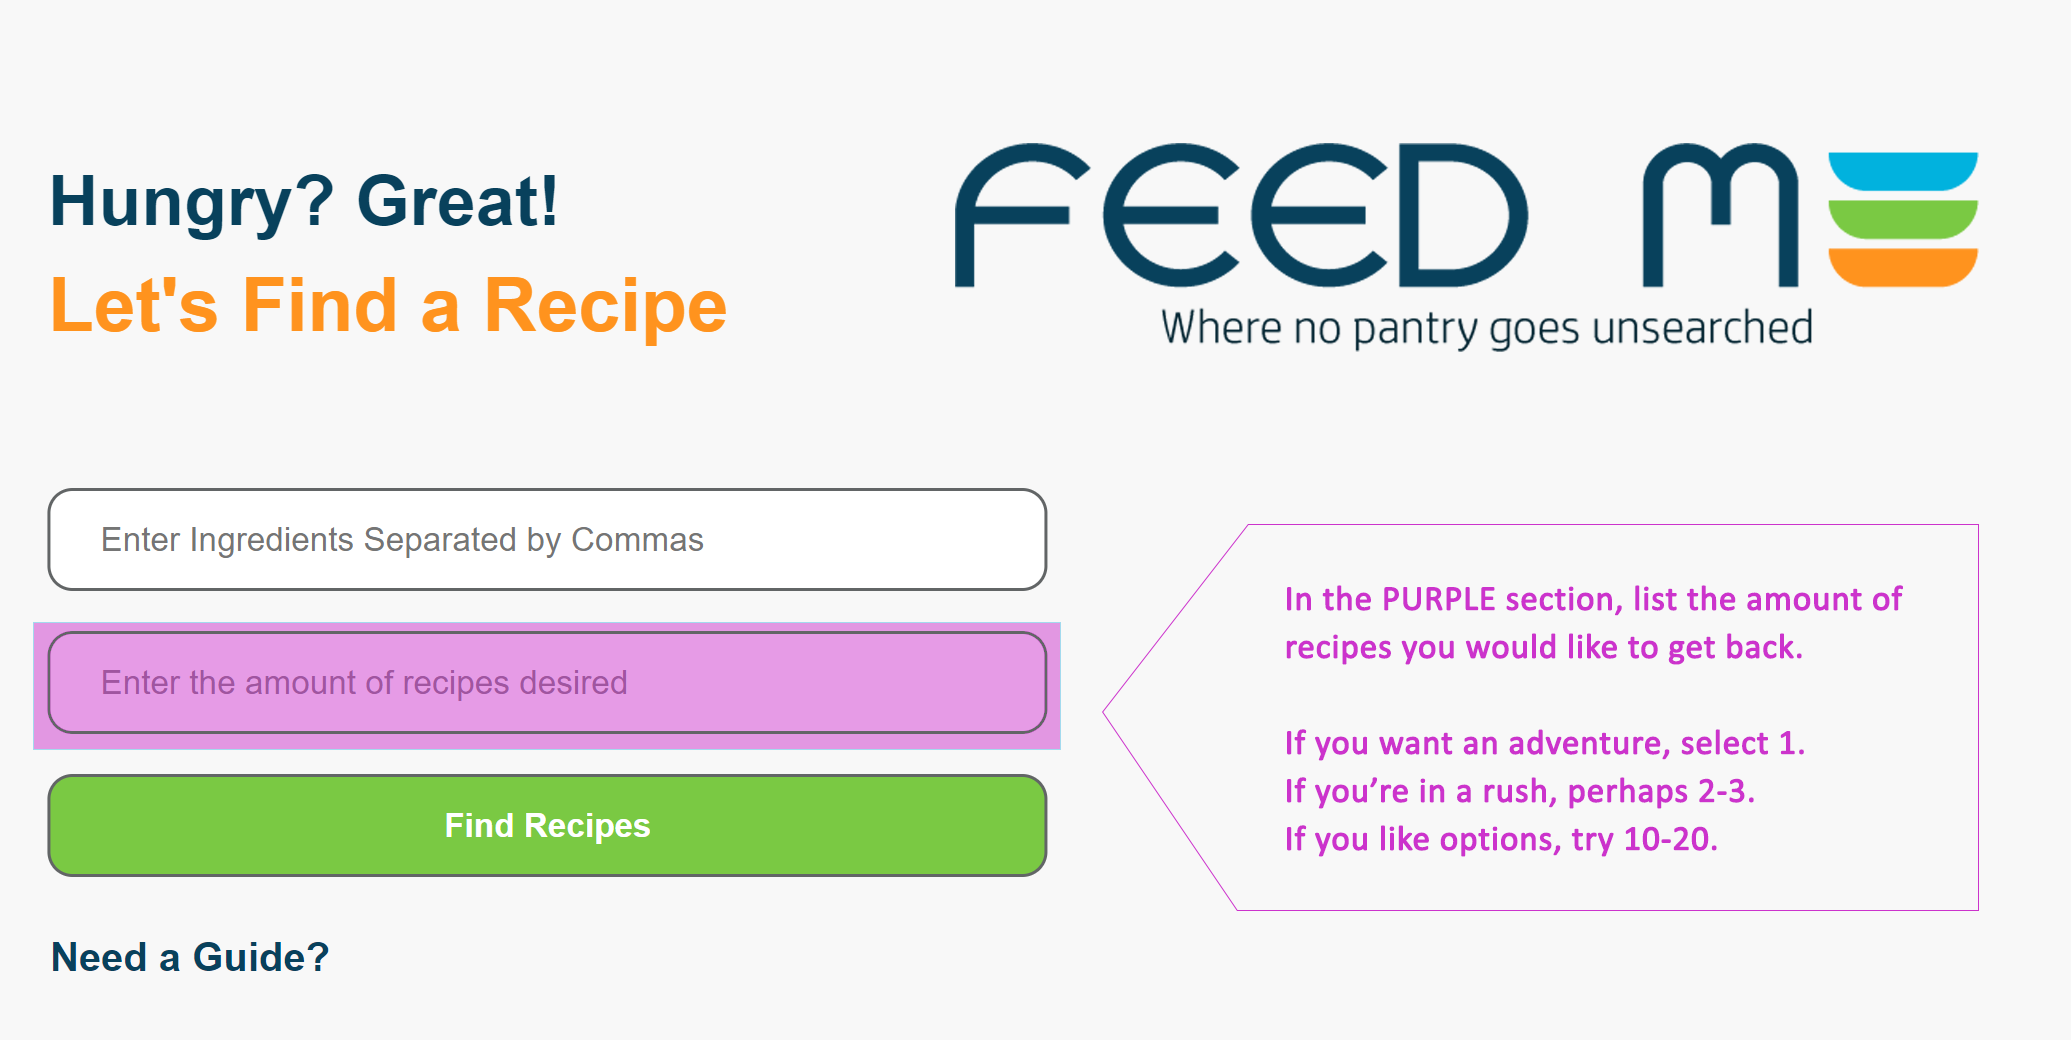 Hungry? Great!
Let's Find a Recipe
FEED ME
Where no pantry goes unsearched
Enter Ingredients Separated by Commas
Enter the amount of recipes desired
Find Recipes
Need a Guide?
In the PURPLE section, list the amount of
recipes you would like to get back.
If you want an adventure, select 1.
If you’re in a rush, perhaps 2-3.
If you like options, try 10-20.